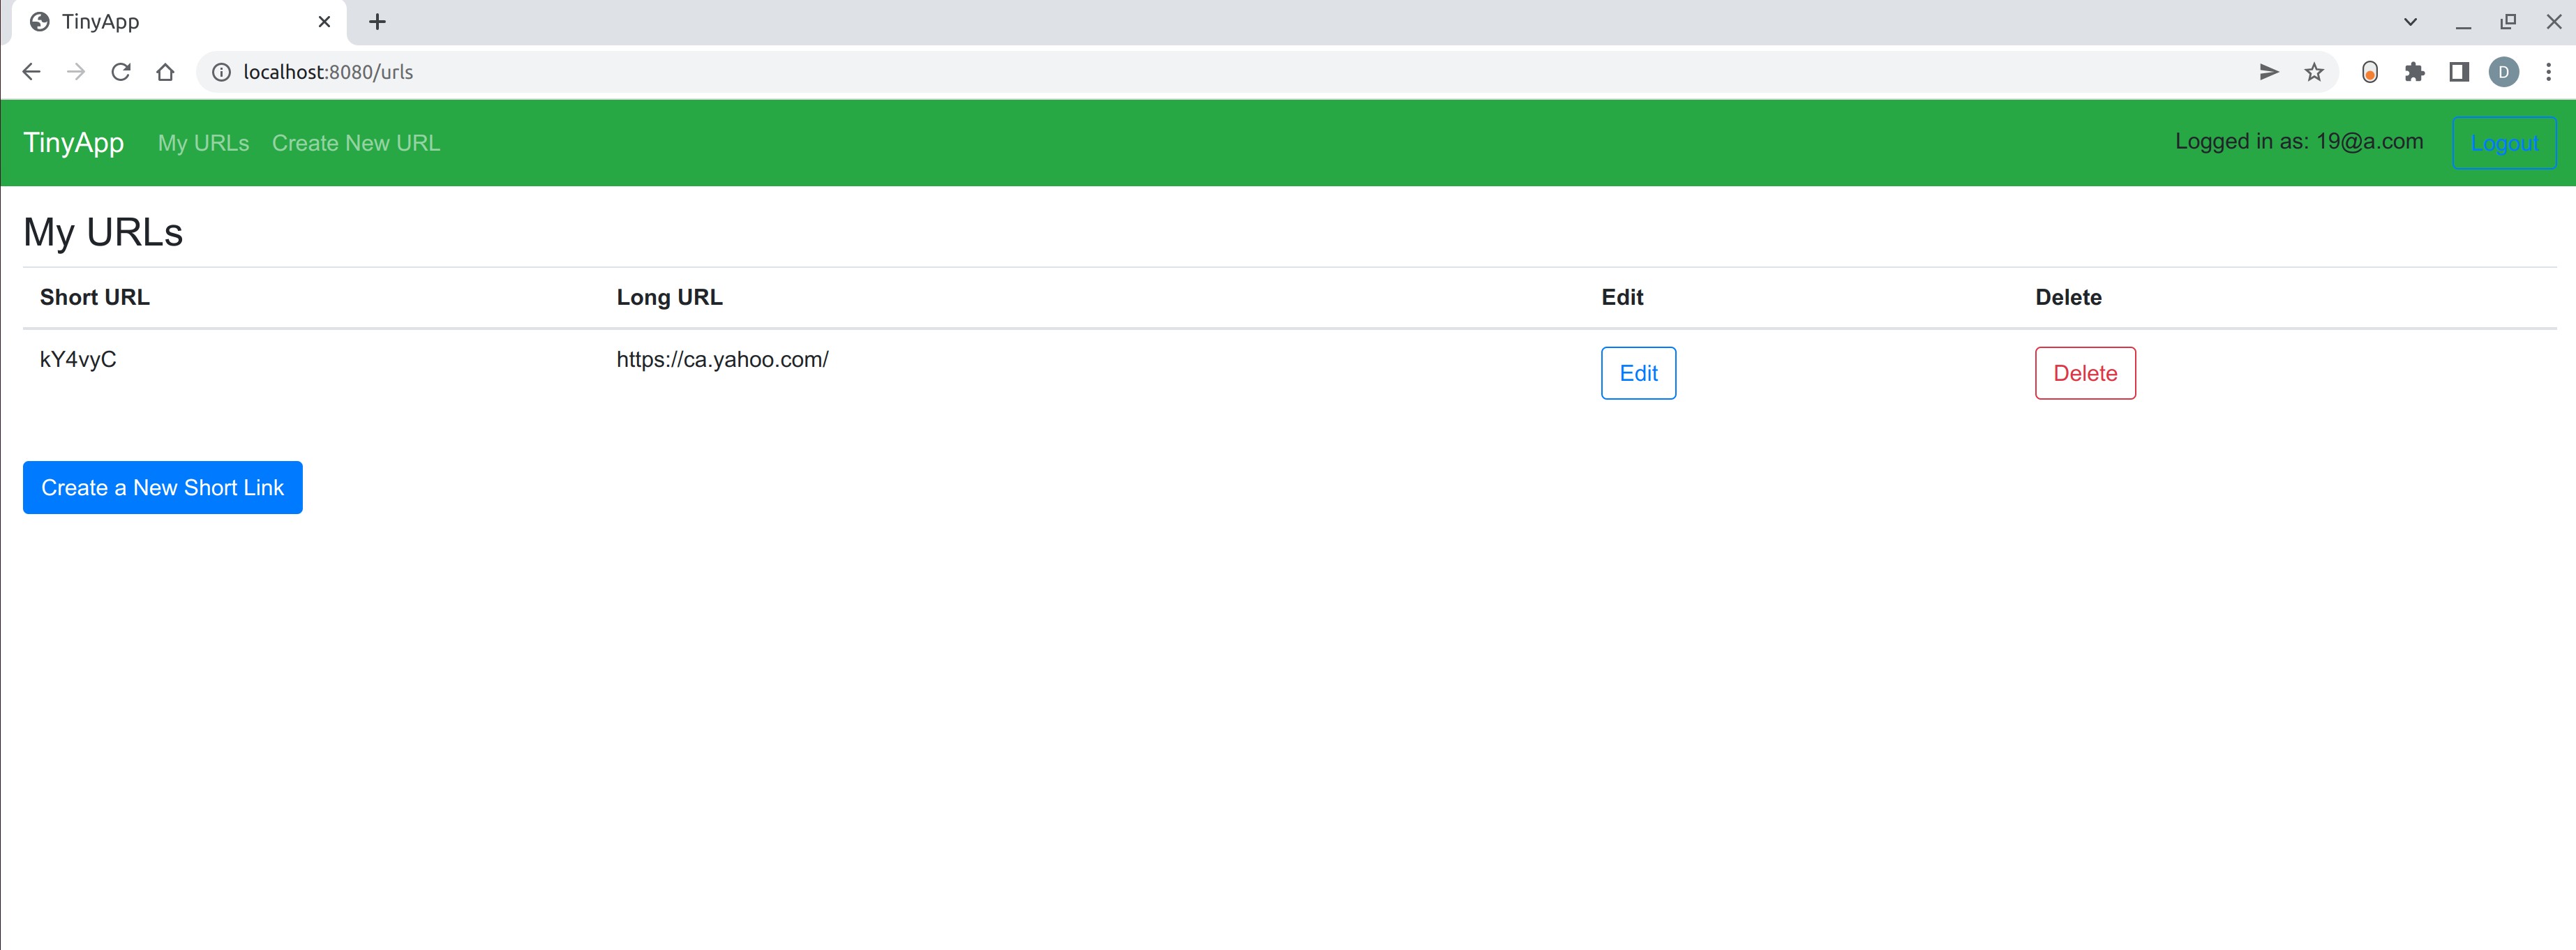 TinyApp
localhost:8080/urls
D
TinyApp My URLs Create New URL Logged in as: 19@a.com Logout
My URLs
Short URL Long URL Edit Delete
kY4vyC https://ca.yahoo.com/ Edit Delete
Create a New Short Link